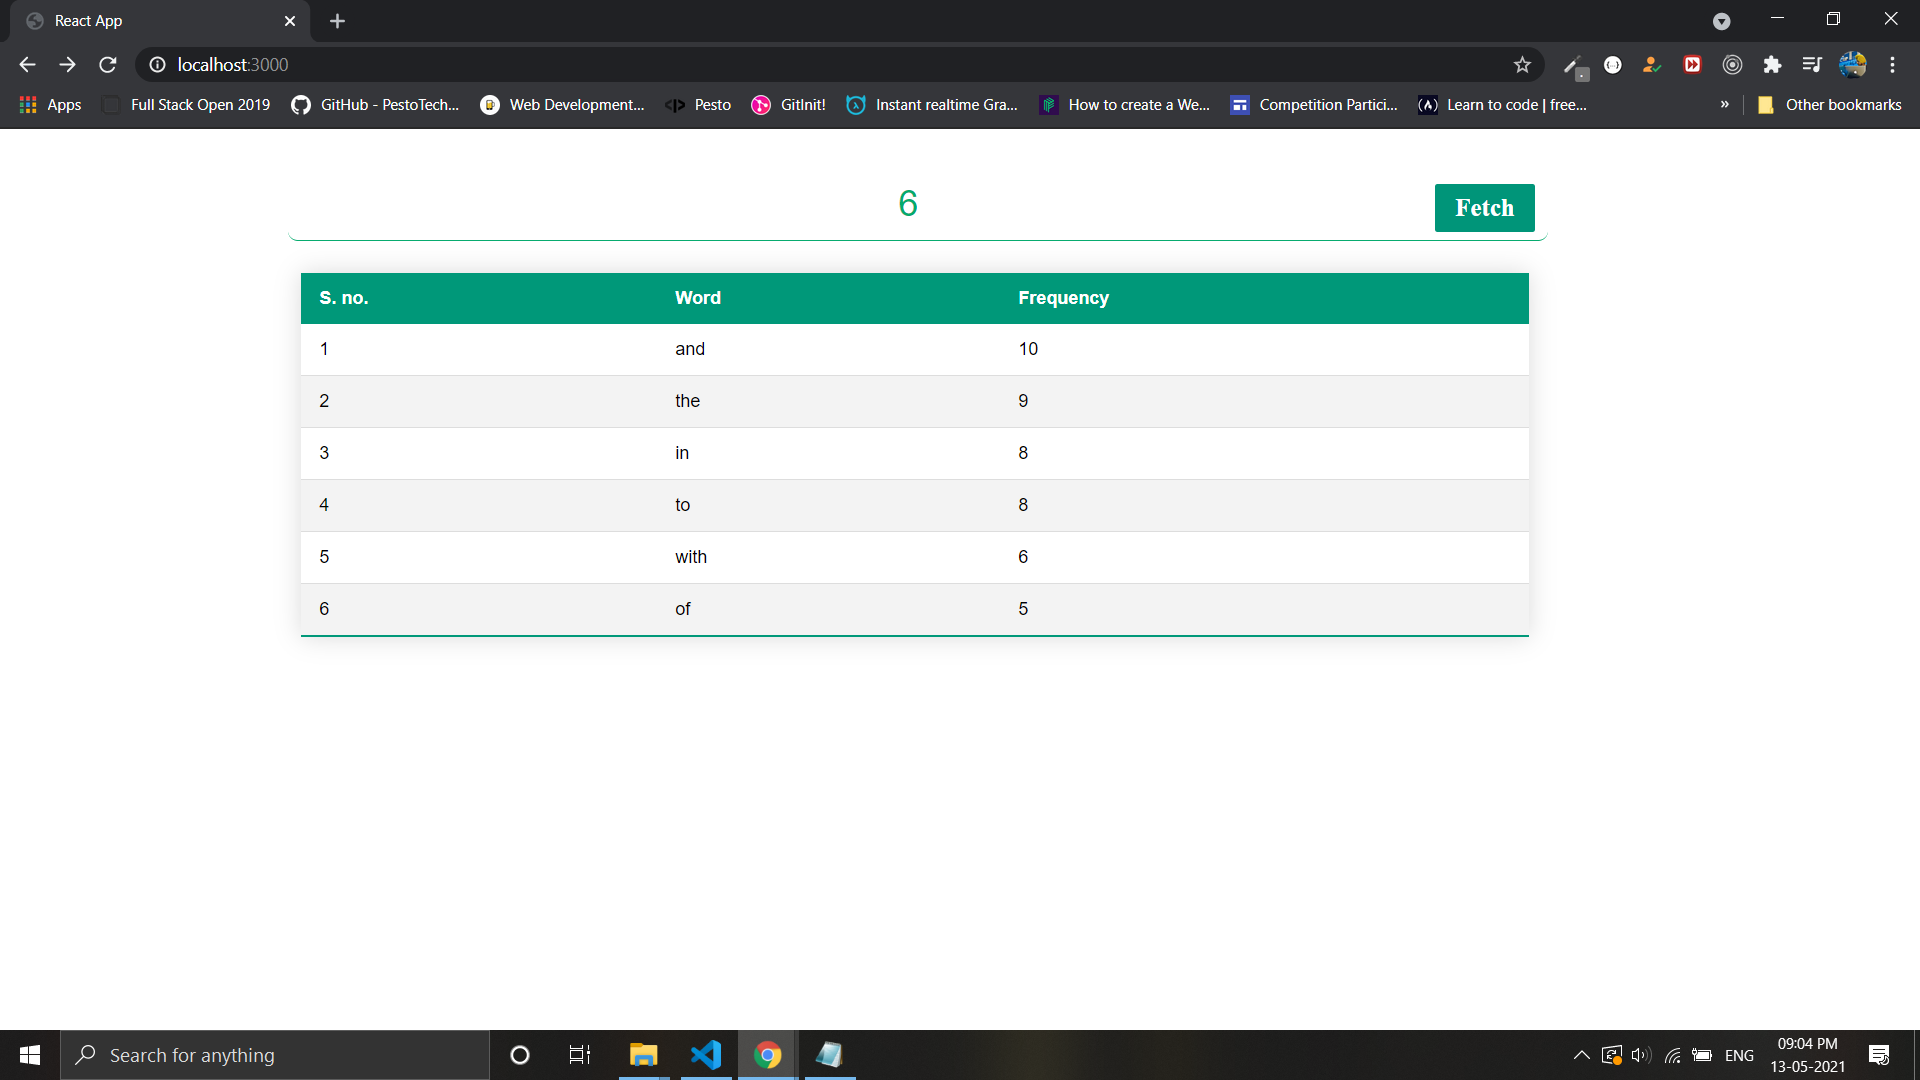 React App
localhost:3000
Apps Full Stack Open 2019 GitHub - PestoTech... Web Development... Pesto GitInit! Instant realtime Gra... How to create a We... Competition Partici... Learn to code | free... » Other bookmarks
6 Fetch
S. no. Word Frequency
1 and 10
2 the 9
3 in 8
4 to 8
5 with 6
6 of 5
Search for anything
ENG
09:04 PM
13-05-2021